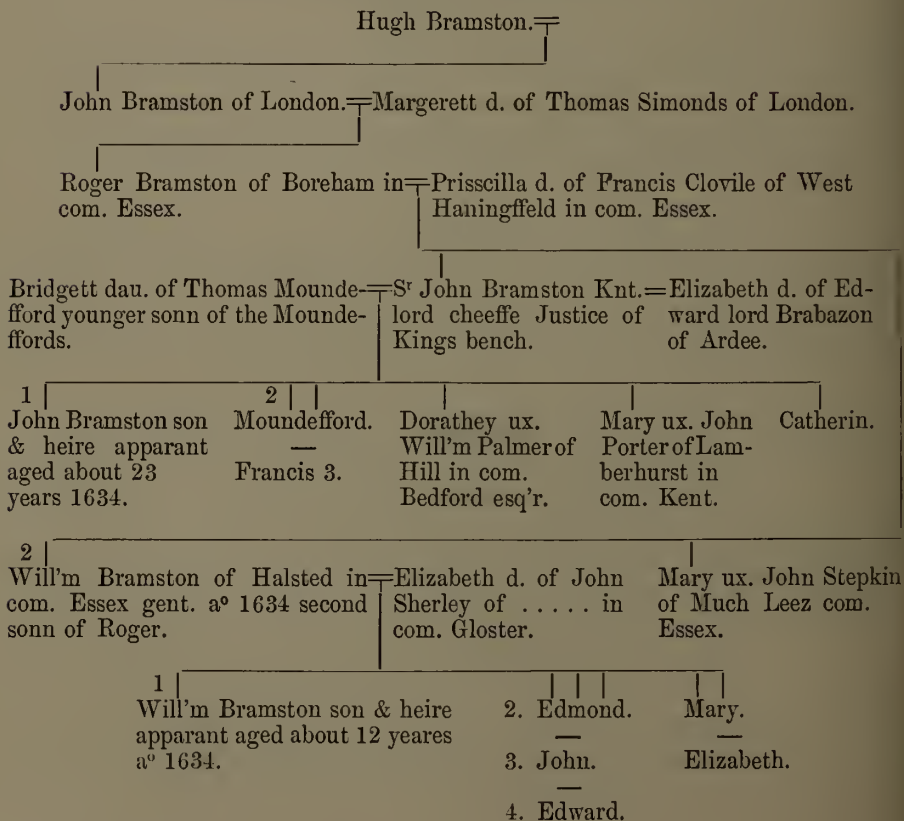 Hugh Bramston.
John Bramston of London. Margerett d. of Thomas Simonds of London.
Roger Bramston of Boreham in
com. Essex.
Prisscilla d. of Francis Clovile of West
Haningffeld in com. Essex.
Bridgett dau. of Thomas Mounde-
fford younger sonn of the Mounde-
ffords.
Sʳ John Bramston Knt.
lord cheeffe Justice of
Kings bench.
Elizabeth d. of Ed-
ward lord Brabazon
of Ardee.
1
John Bramston son
& heire apparant
aged about 23
years 1634.
2
Moundefford.
—
Francis 3.
Dorathey ux.
Will'm Palmer of
Hill in com.
Bedford esq'r.
Mary ux. John
Porter of Lam-
berhurst in
com. Kent.
Catherin.
2
Will'm Bramston of Halsted in
com. Essex gent. aº 1634 second
sonn of Roger.
Elizabeth d. of John
Sherley of ..... in
com. Gloster.
Mary ux. John Stepkin
of Much Leez com.
Essex.
1
Will'm Bramston son & heire
apparant aged about 12 yeares
aº 1634.
2. Edmond.
—
3. John.
—
4. Edward.
Mary.
—
Elizabeth.